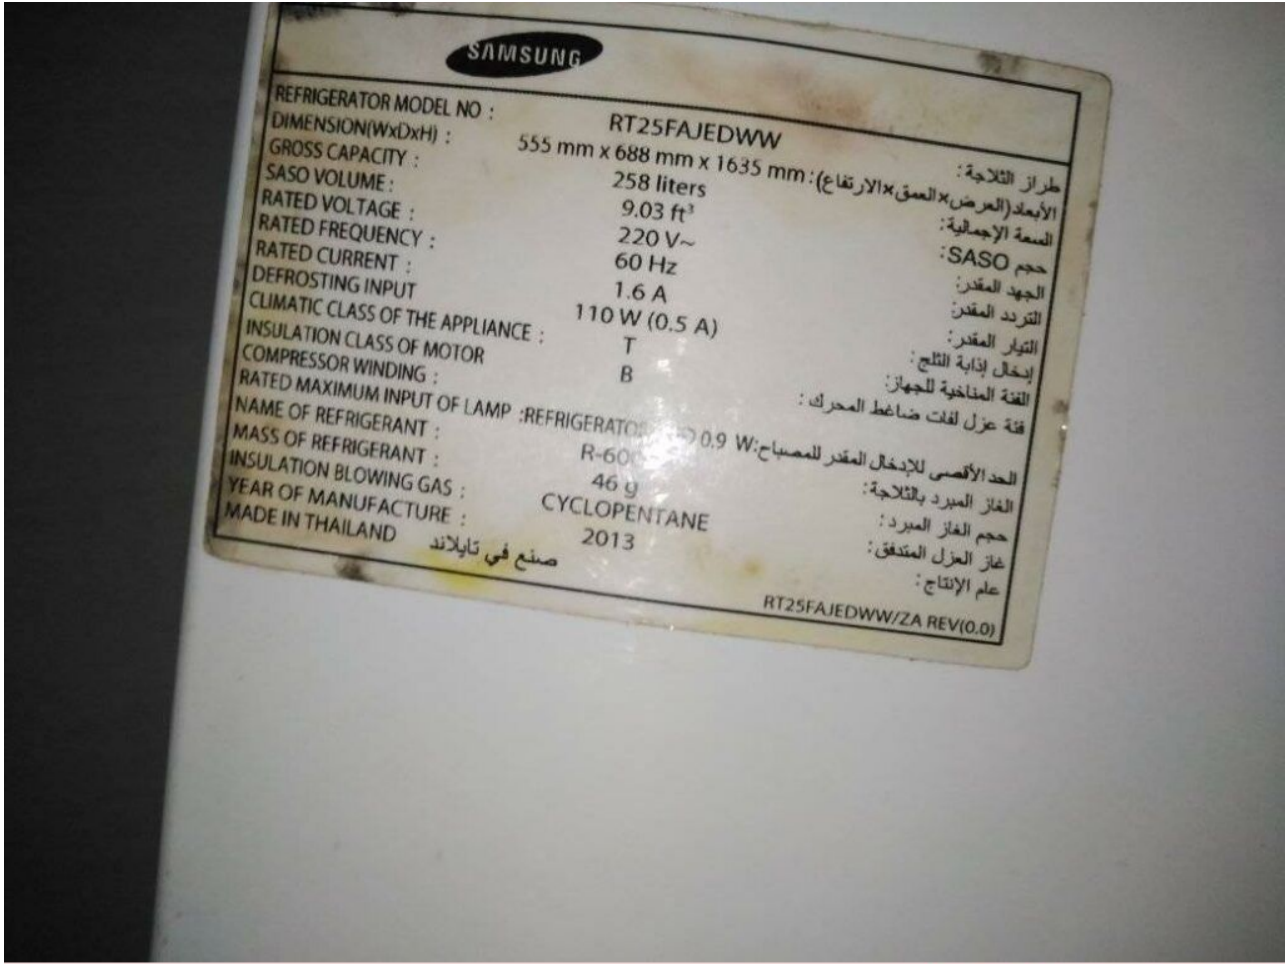 SAMSUNG
REFRIGERATOR MODEL NO : RT25FAJEDWW طراز الثلاجة:
DIMENSION(WxDxH) : 555 mm x 688 mm x 1635 mm الأبعاد(العرض×العمق×الارتفاع):
GROSS CAPACITY : 258 liters السعة الإجمالية:
SASO VOLUME : 9.03 ft³ حجم SASO:
RATED VOLTAGE : 220 V~ الجهد المقدر:
RATED FREQUENCY : 60 Hz التردد المقدر:
RATED CURRENT : 1.6 A التيار المقدر:
DEFROSTING INPUT 110 W (0.5 A) إدخال إذابة الثلج:
CLIMATIC CLASS OF THE APPLIANCE : T الفئة المناخية للجهاز:
INSULATION CLASS OF MOTOR B فئة عزل لفات ضاغط المحرك:
COMPRESSOR WINDING :
RATED MAXIMUM INPUT OF LAMP :REFRIGERATOR 0.9 W الحد الأقصى للإدخال المقدر للمصباح:
NAME OF REFRIGERANT : الغاز المبرد بالثلاجة:
MASS OF REFRIGERANT : 46 g حجم الغاز المبرد:
INSULATION BLOWING GAS : CYCLOPENTANE غاز العزل المتدفق:
YEAR OF MANUFACTURE : 2013 عام الإنتاج:
MADE IN THAILAND صنع في تايلاند
RT25FAJEDWW/ZA REV(0.0)